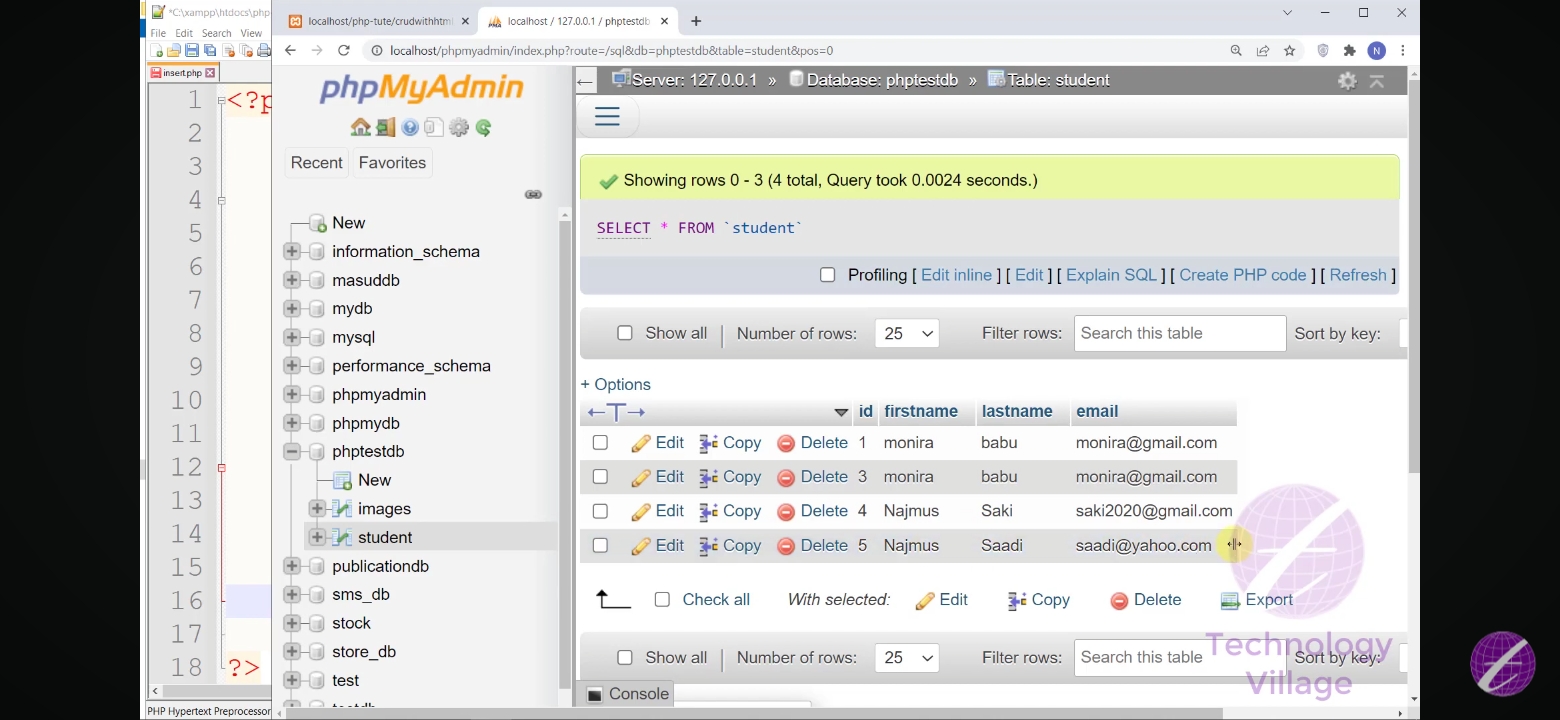 *C:\xampp\htdocs\php-
localhost/php-tute/crudwithhtml
localhost / 127.0.0.1 / phptestdb
File Edit Search View
localhost/phpmyadmin/index.php?route=/sql&db=phptestdb&table=student&pos=0
N
insert.php
phpMyAdmin
Server: 127.0.0.1 » Database: phptestdb » Table: student
1 <?p
2
3
4
5
6
7
8
9
10
11
12
13
14
15
16
17
18 ?>
PHP Hypertext Preprocessor
Recent Favorites
New
information_schema
masuddb
mydb
mysql
performance_schema
phpmyadmin
phpmydb
phptestdb
New
images
student
publicationdb
sms_db
stock
store_db
test
Showing rows 0 - 3 (4 total, Query took 0.0024 seconds.)
SELECT * FROM `student`
Profiling [ Edit inline ] [ Edit ] [ Explain SQL ] [ Create PHP code ] [ Refresh ]
Show all | Number of rows: 25 Filter rows: Search this table Sort by key:
+ Options
id firstname lastname email
Edit Copy Delete 1 monira babu monira@gmail.com
Edit Copy Delete 3 monira babu monira@gmail.com
Edit Copy Delete 4 Najmus Saki saki2020@gmail.com
Edit Copy Delete 5 Najmus Saadi saadi@yahoo.com
Check all With selected: Edit Copy Delete Export
Show all | Number of rows: 25 Filter rows: Search this table Sort by key:
Console
Technology
Village